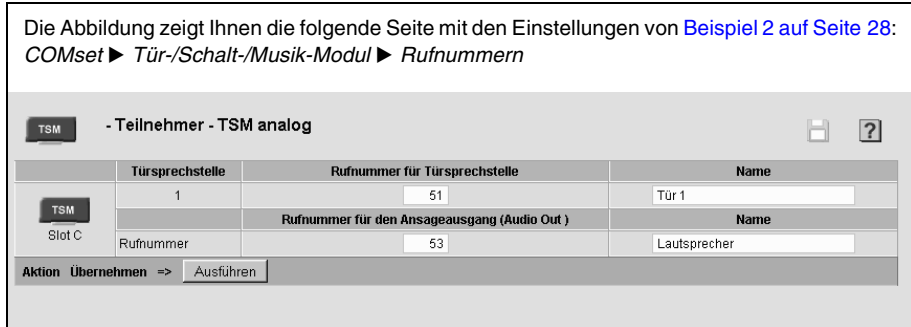 Die Abbildung zeigt Ihnen die folgende Seite mit den Einstellungen von Beispiel 2 auf Seite 28:
COMset ▶ Tür-/Schalt-/Musik-Modul ▶ Rufnummern
TSM - Teilnehmer - TSM analog ?
Türsprechstelle Rufnummer für Türsprechstelle Name
1 51 Tür 1
TSM
Rufnummer für den Ansageausgang (Audio Out ) Name
Slot C
Rufnummer 53 Lautsprecher
Aktion Übernehmen => Ausführen